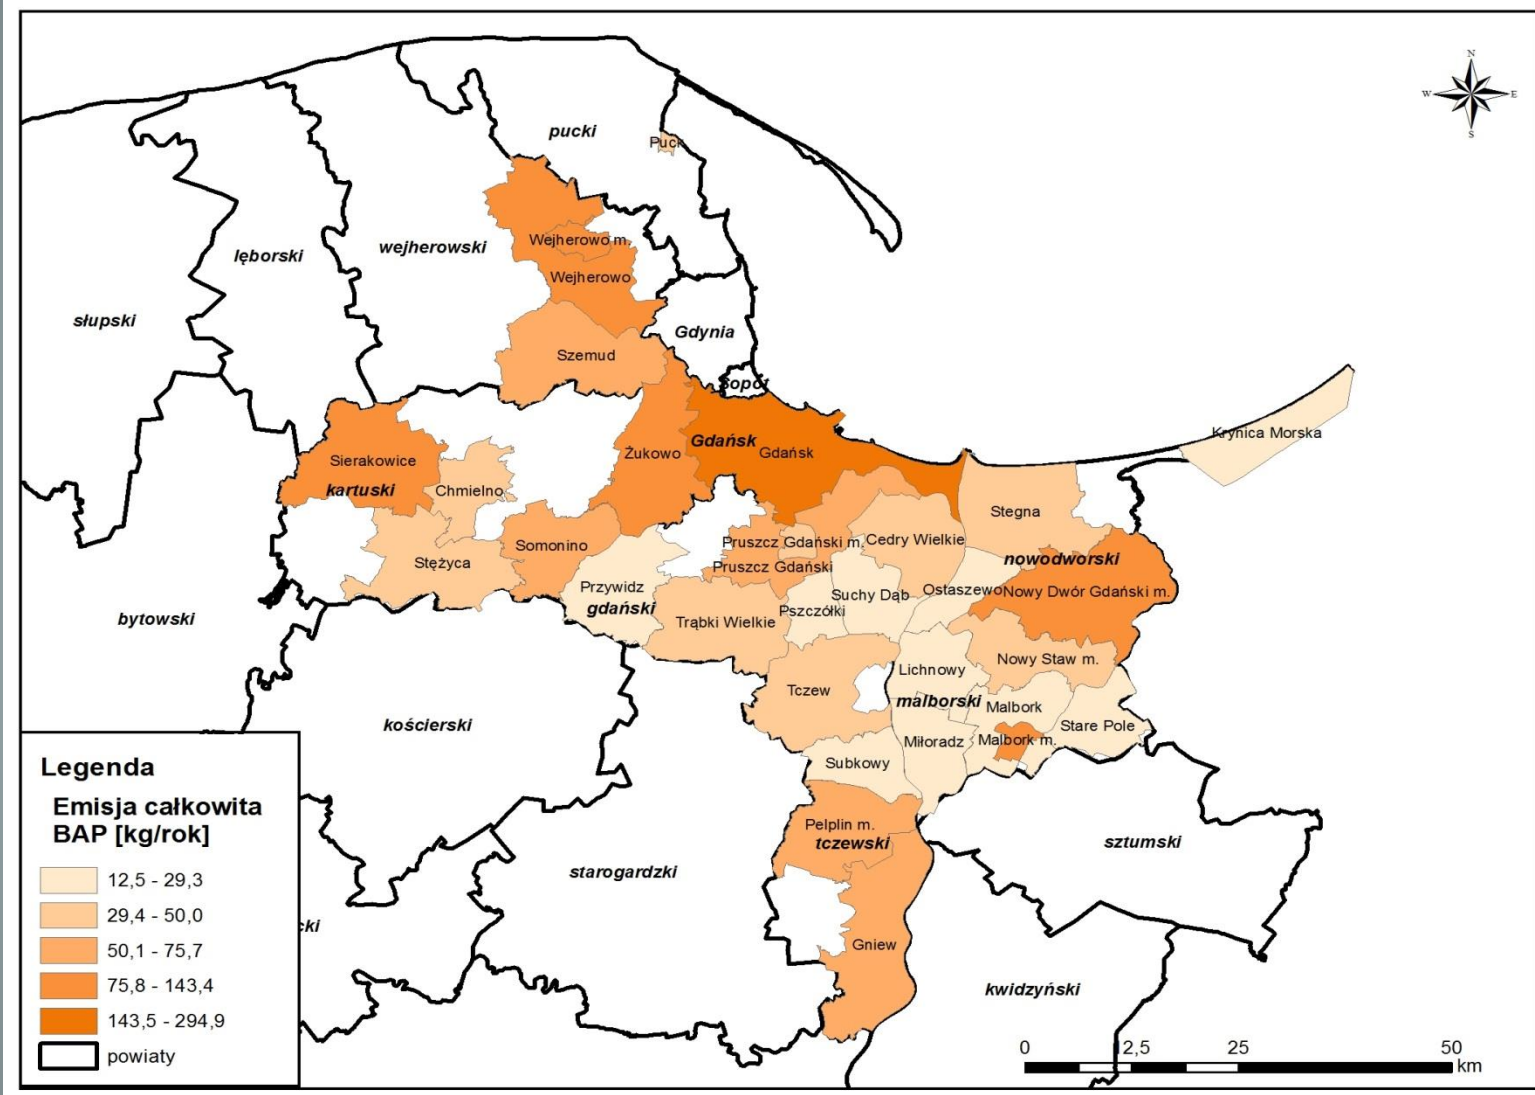 N
W
E
S
pucki
Puck
Wejherowo m.
wejherowski
lęborski
Wejherowo
słupski
Gdynia
Szemud
Sopot
Krynica Morska
Gdańsk
Gdańsk
Żukowo
Sierakowice
kartuski
Chmielno
Stegna
Pruszcz Gdański m.
Cedry Wielkie
Somonino
nowodworski
Stężyca
Pruszcz Gdański
Przywidz
Suchy Dąb
Ostaszewo
Nowy Dwór Gdański m.
gdański
Pszczółki
bytowski
Trąbki Wielkie
Nowy Staw m.
Lichnowy
Tczew
malborski
Malbork
kościerski
Stare Pole
Miłoradz
Malbork m.
Subkowy
Pelplin m.
tczewski
sztumski
starogardzki
cki
Gniew
kwidzyński
Legenda
Emisja całkowita
BAP [kg/rok]
12,5 - 29,3
29,4 - 50,0
50,1 - 75,7
75,8 - 143,4
143,5 - 294,9
powiaty
0 12,5 25 50
km